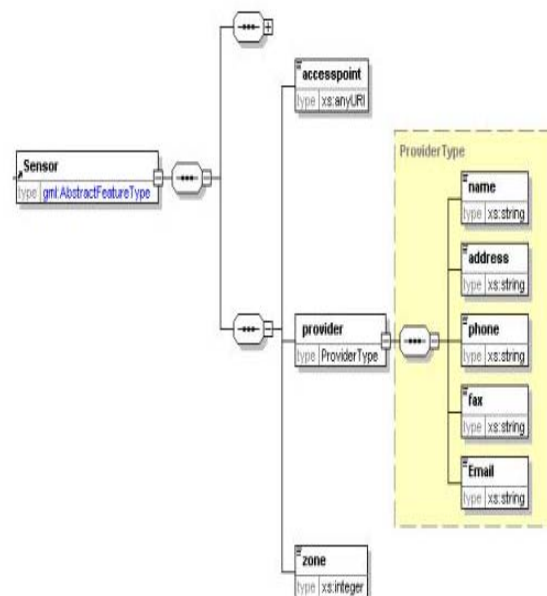 accesspoint
type xs:anyURI
Sensor
type gml:AbstractFeatureType
ProviderType
name
type xs:string
address
type xs:string
provider
type ProviderType
phone
type xs:string
fax
type xs:string
Email
type xs:string
zone
type xs:integer